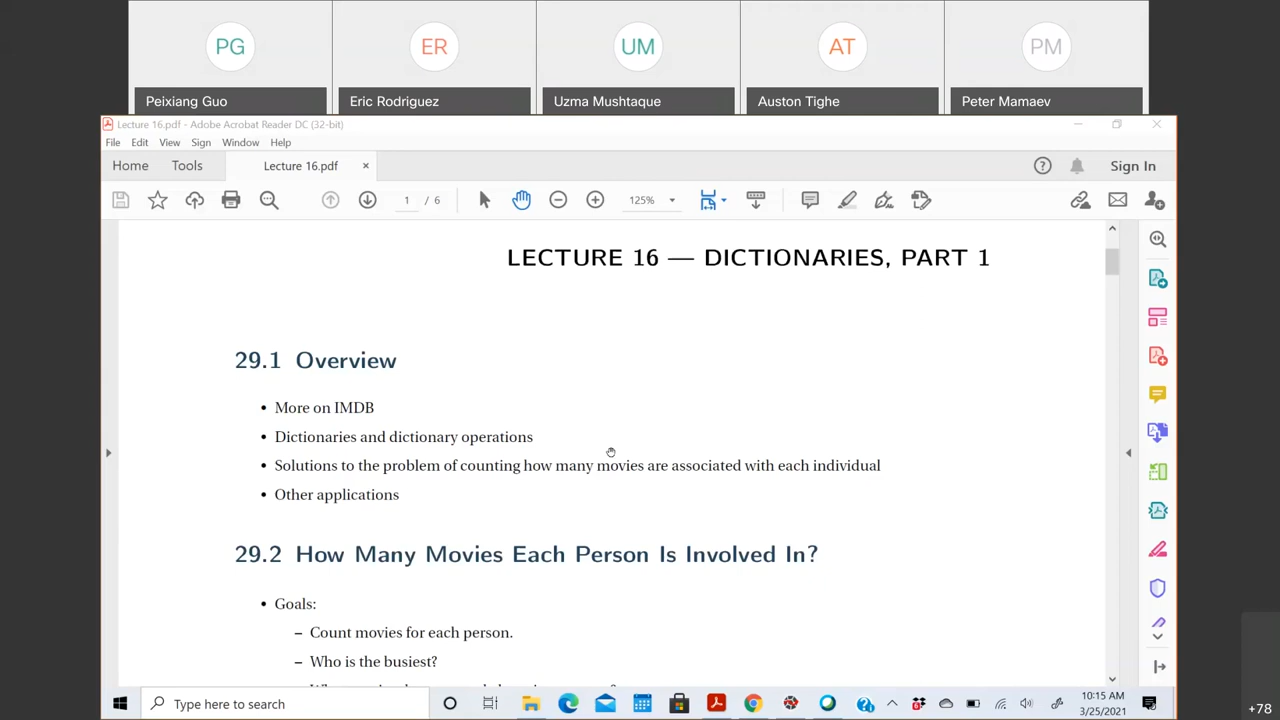 PG ER UM AT PM
Peixiang Guo Eric Rodriguez Uzma Mushtaque Auston Tighe Peter Mamaev
Lecture 16.pdf - Adobe Acrobat Reader DC (32-bit)
File Edit View Sign Window Help
Home Tools Lecture 16.pdf × Sign In
1 / 6 125%
LECTURE 16 — DICTIONARIES, PART 1
29.1 Overview
• More on IMDB
• Dictionaries and dictionary operations
• Solutions to the problem of counting how many movies are associated with each individual
• Other applications
29.2 How Many Movies Each Person Is Involved In?
• Goals:
– Count movies for each person.
– Who is the busiest?
10:15 AM
Type here to search
3/25/2021
+78